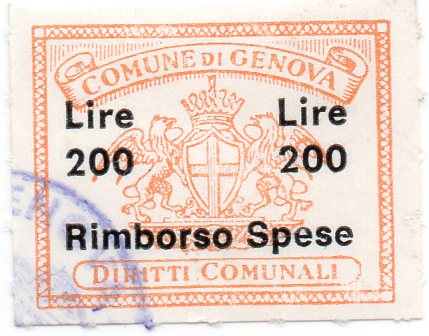 COMUNE DI GENOVA
Lire Lire
200 200
Rimborso Spese
DIRITTI COMUNALI